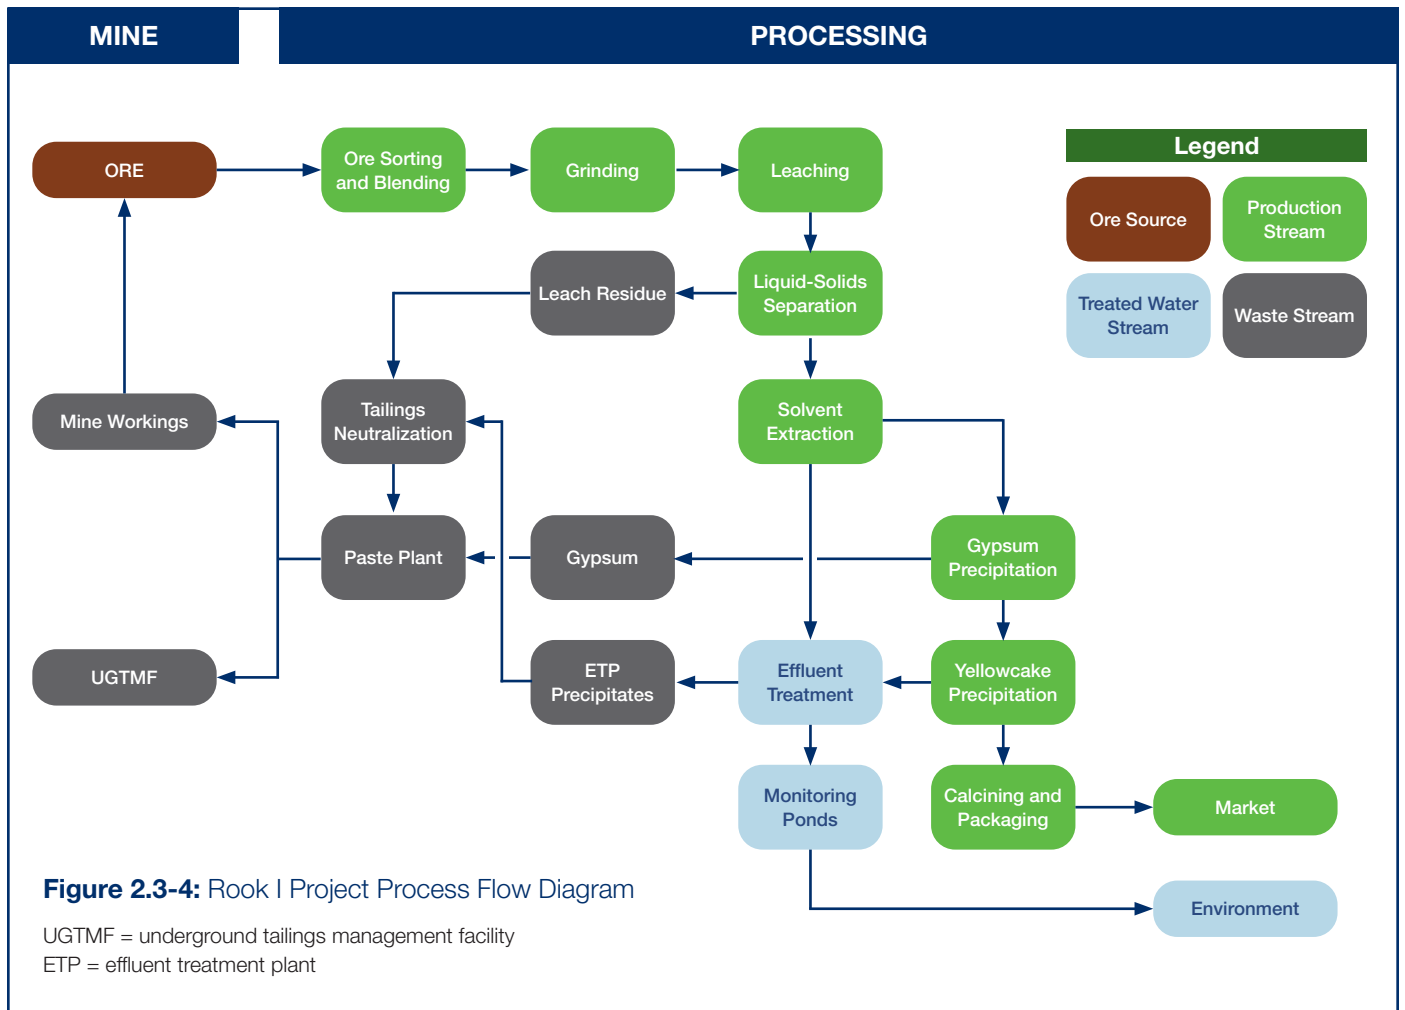 MINE
PROCESSING
ORE
Ore Sorting
and Blending
Grinding
Leaching
Legend
Ore Source
Production
Stream
Treated Water
Stream
Waste Stream
Leach Residue
Liquid-Solids
Separation
Mine Workings
Tailings
Neutralization
Solvent
Extraction
Paste Plant
Gypsum
Gypsum
Precipitation
UGTMF
ETP
Precipitates
Effluent
Treatment
Yellowcake
Precipitation
Monitoring
Ponds
Calcining and
Packaging
Market
Environment
Figure 2.3-4: Rook I Project Process Flow Diagram
UGTMF = underground tailings management facility
ETP = effluent treatment plant